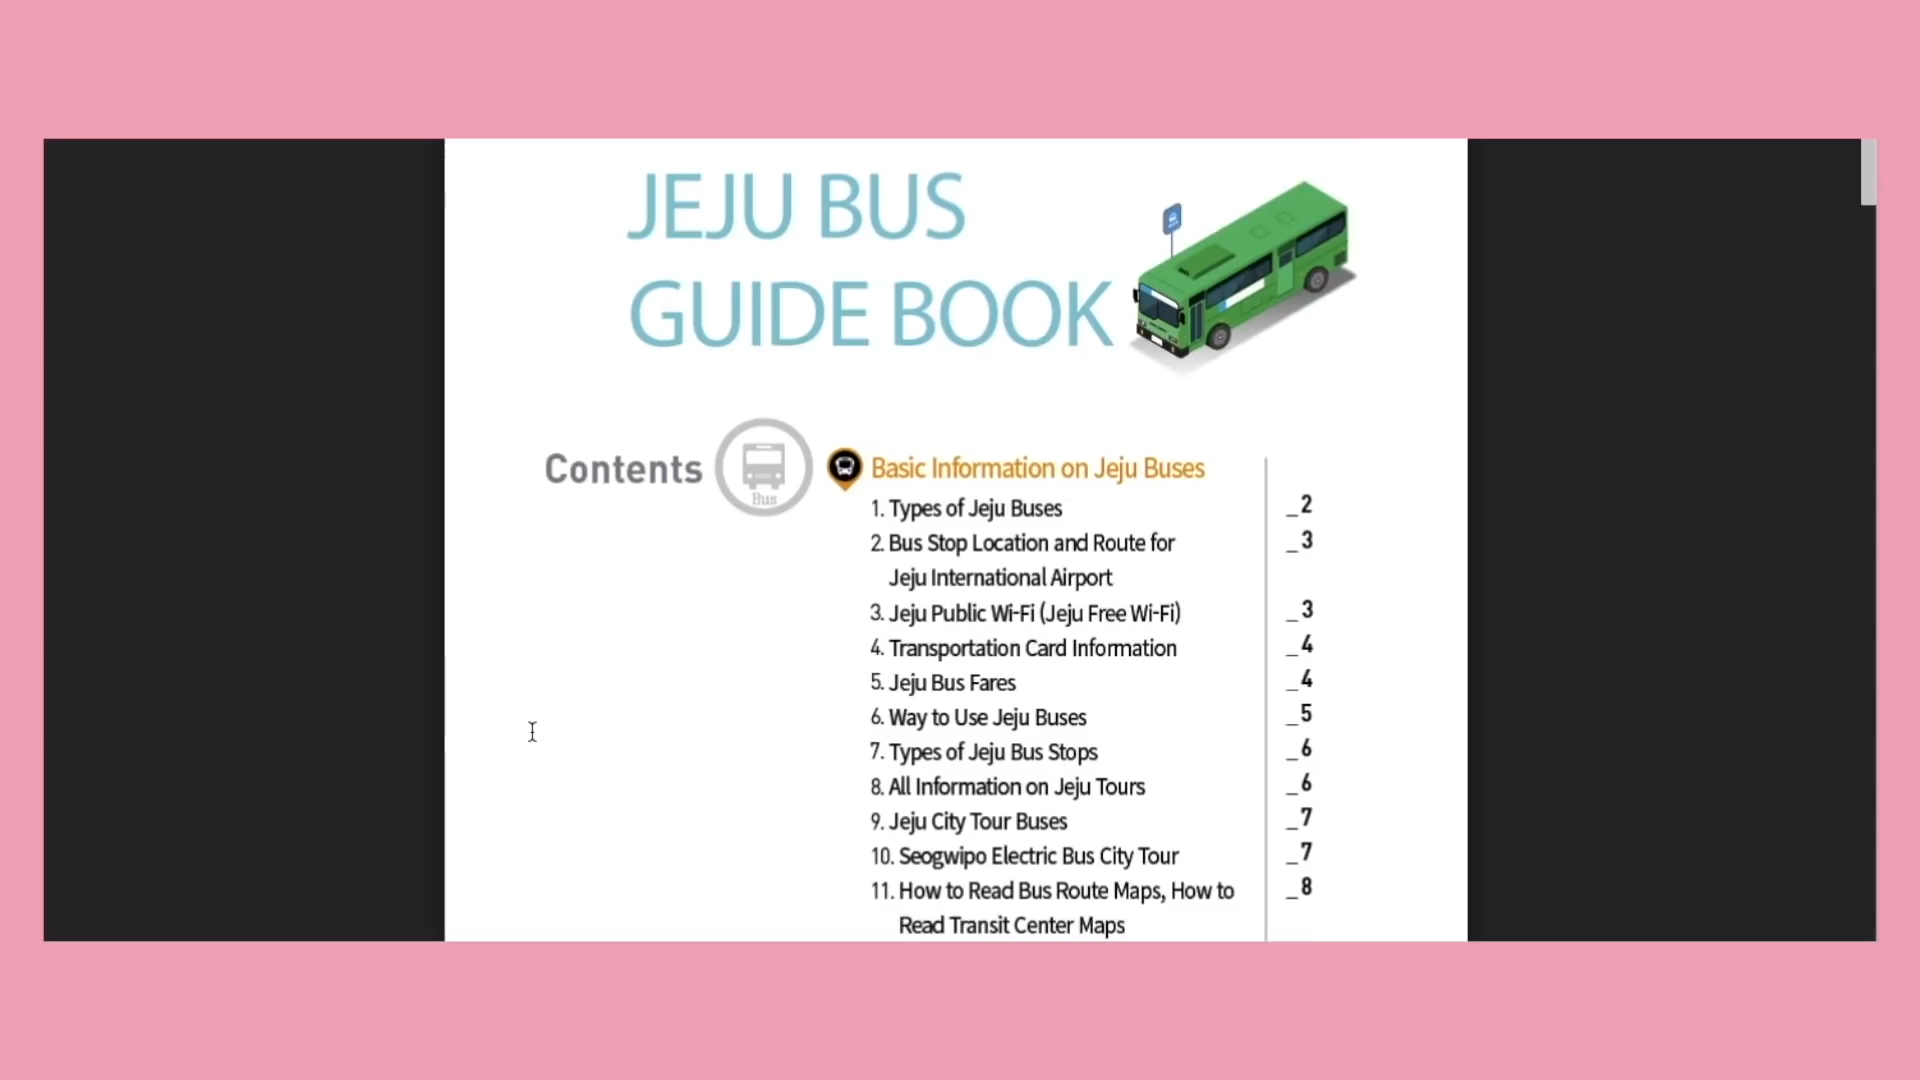 JEJU BUS
GUIDE BOOK
Contents
Bus
Basic Information on Jeju Buses
1. Types of Jeju Buses _2
2. Bus Stop Location and Route for _3
Jeju International Airport
3. Jeju Public Wi-Fi (Jeju Free Wi-Fi) _3
4. Transportation Card Information _4
5. Jeju Bus Fares _4
6. Way to Use Jeju Buses _5
7. Types of Jeju Bus Stops _6
8. All Information on Jeju Tours _6
9. Jeju City Tour Buses _7
10. Seogwipo Electric Bus City Tour _7
11. How to Read Bus Route Maps, How to _8
Read Transit Center Maps